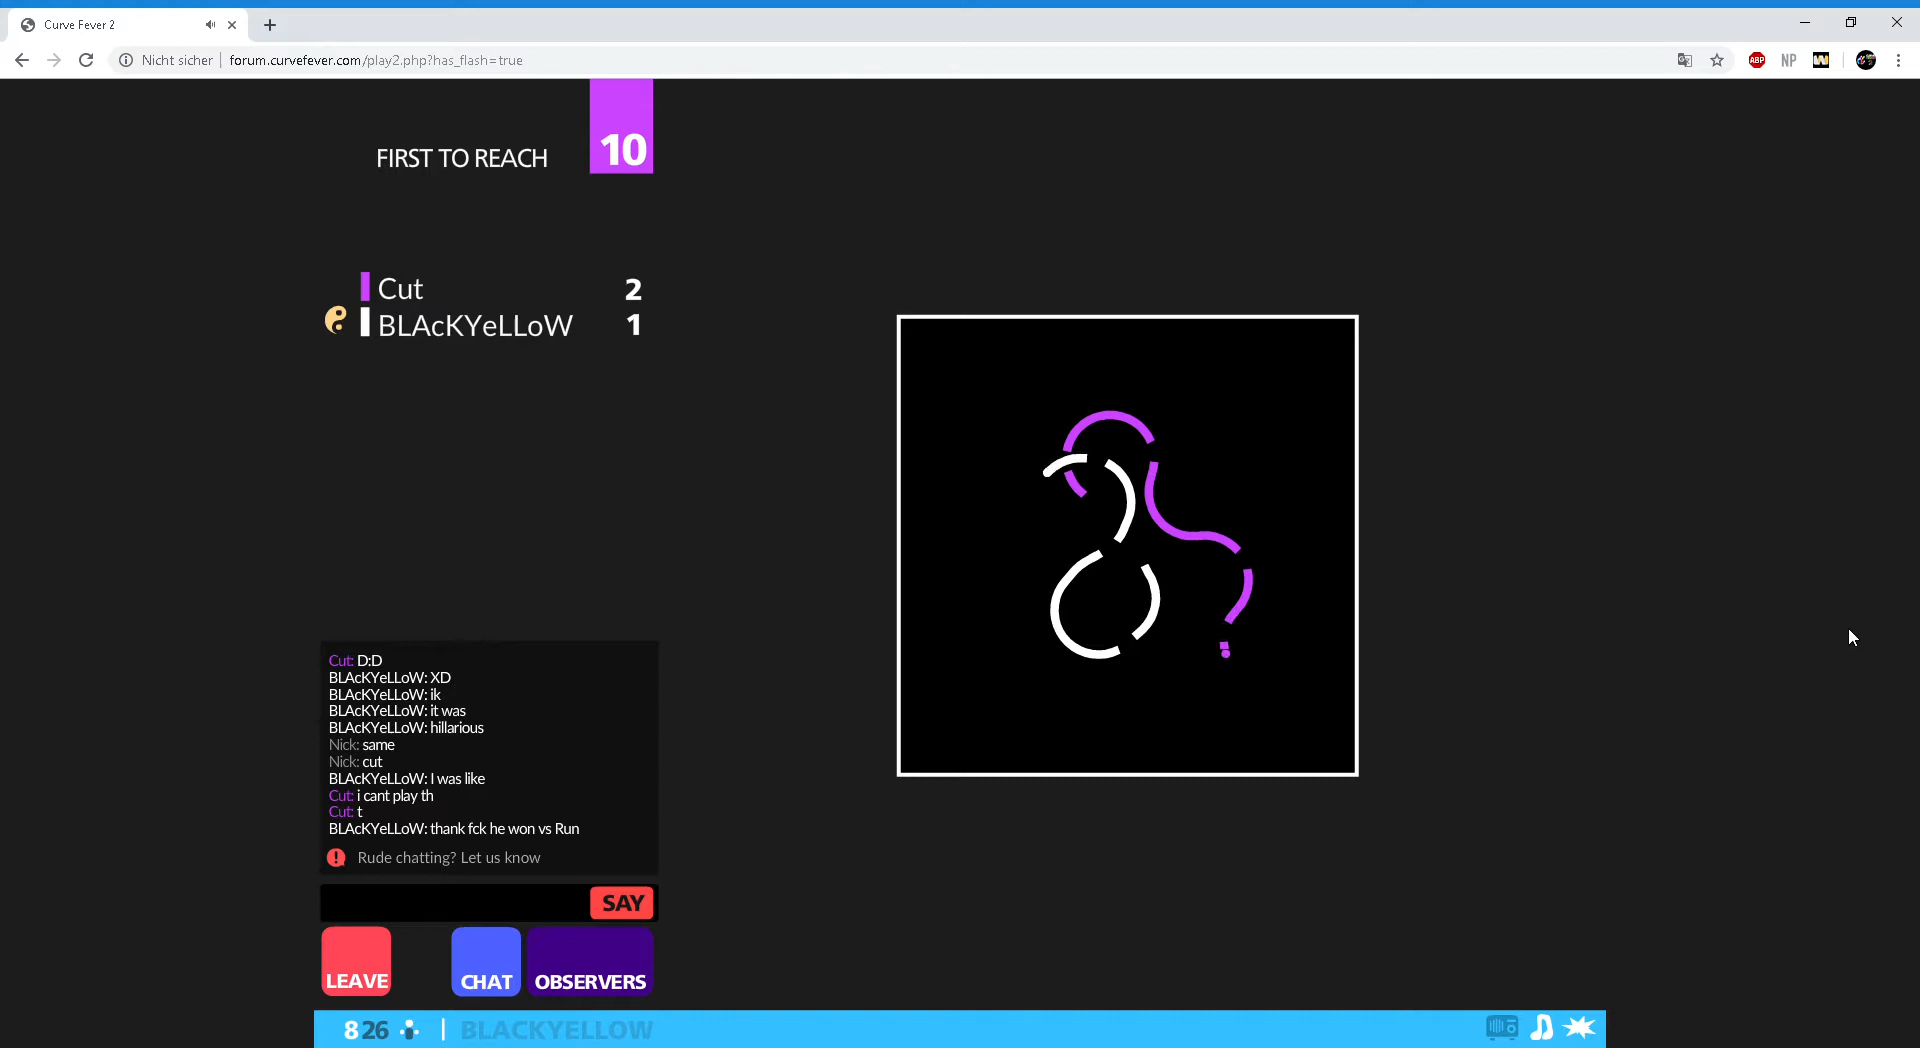 Curve Fever 2
Nicht sicher
forum.curvefever.com/play2.php?has_flash=true
ABP
NP
W
FIRST TO REACH
10
Cut 2
BLAcKYeLLoW 1
Cut: D:D
BLAcKYeLLoW: XD
BLAcKYeLLoW: ik
BLAcKYeLLoW: it was
BLAcKYeLLoW: hillarious
Nick: same
Nick: cut
BLAcKYeLLoW: I was like
Cut: i cant play th
Cut: t
BLAcKYeLLoW: thank fck he won vs Run
Rude chatting? Let us know
SAY
LEAVE
CHAT
OBSERVERS
826
BLACKYELLOW